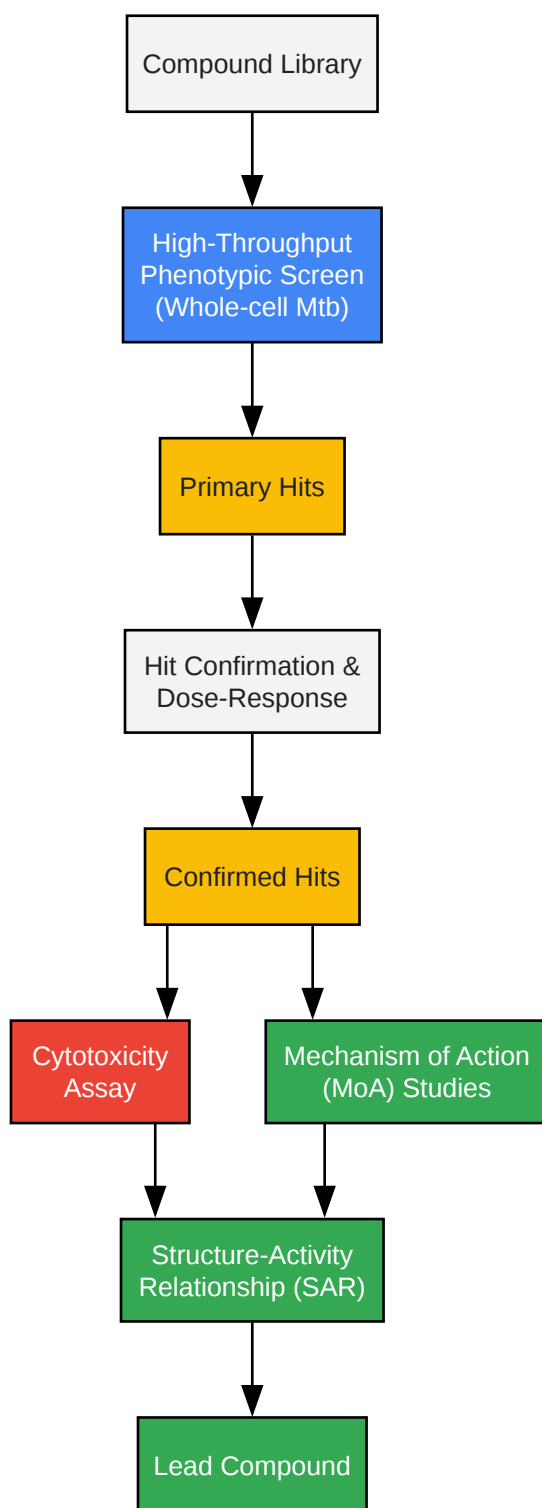 Compound Library
High-Throughput
Phenotypic Screen
(Whole-cell Mtb)
Primary Hits
Hit Confirmation &
Dose-Response
Confirmed Hits
Cytotoxicity
Assay
Mechanism of Action
(MoA) Studies
Structure-Activity
Relationship (SAR)
Lead Compound